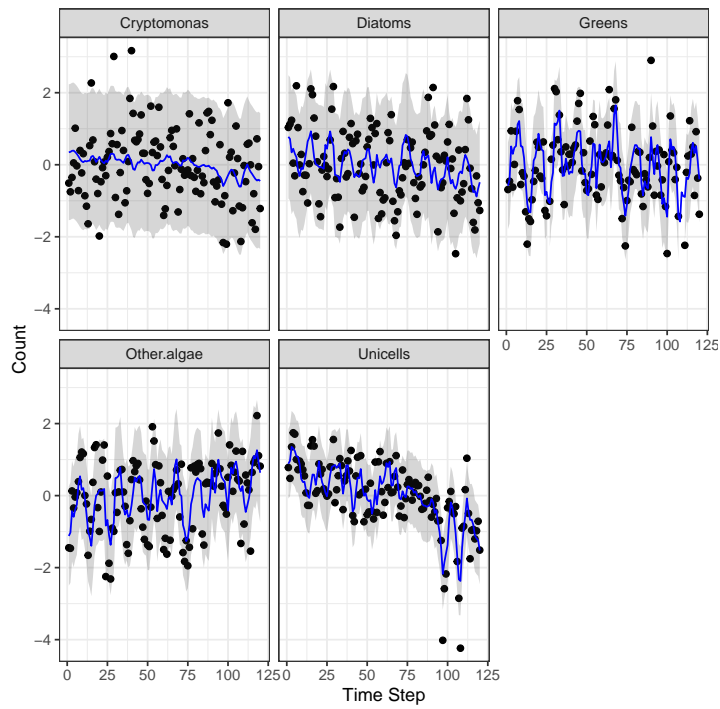 Cryptomonas Diatoms Greens
2
0
−2
−4
0 25 50 75 100 125
Count
Other.algae Unicells
2
0
−2
−4
0 25 50 75 100 125 0 25 50 75 100 125
Time Step